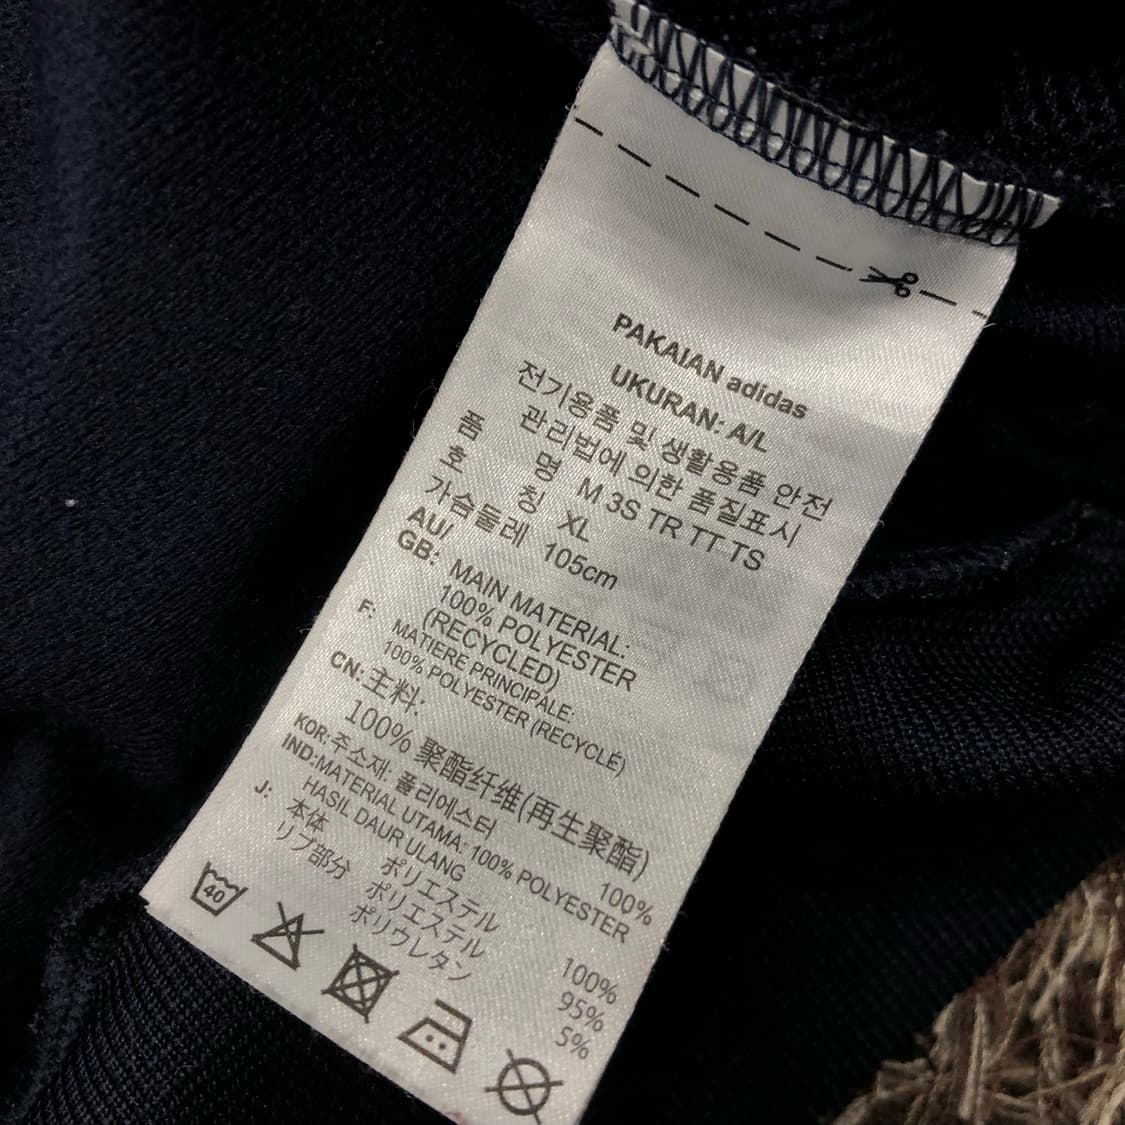 PAKAIAN adidas
UKURAN: A/L
전기용품 및 생활용품 안전
관리법에 의한 품질표시
품 명 M 3S TR TT TS
호 칭 XL
가슴둘레 105cm
AU/
GB: MAIN MATERIAL:
100% POLYESTER
(RECYCLED)
F: MATIERE PRINCIPALE:
100% POLYESTER (RECYCLÉ)
CN: 主料:
100% 聚酯纤维(再生聚酯)
KOR: 주소재: 폴리에스터 100%
IND: MATERIAL UTAMA: 100% POLYESTER
HASIL DAUR ULANG
J: 本体 ポリエステル 100%
リブ部分 ポリエステル 95%
ポリウレタン 5%
40